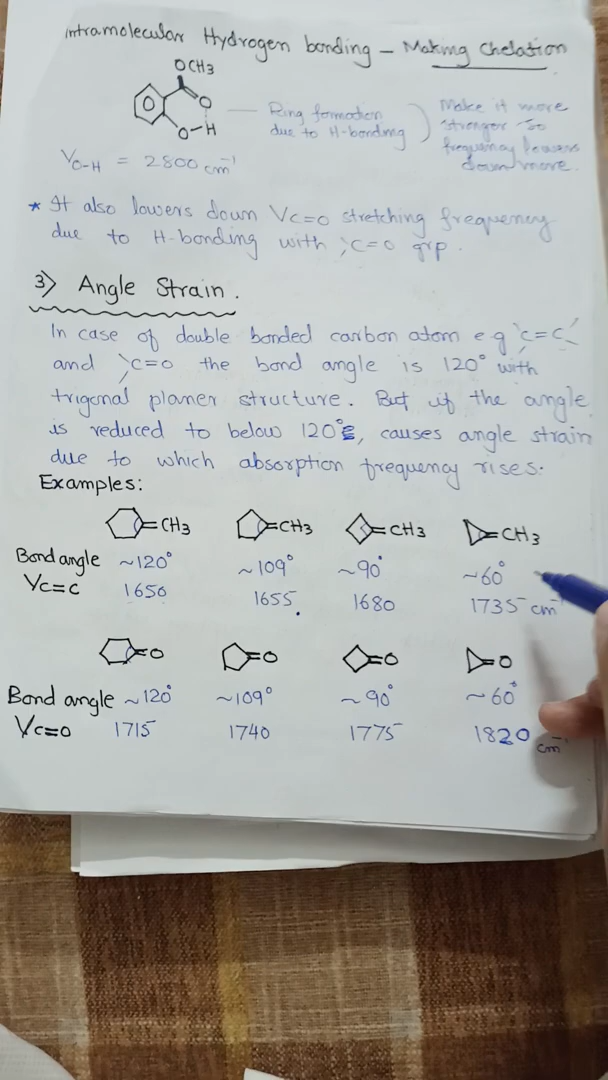 intramolecular Hydrogen bonding – Making Chelation
OCH3
O
O–H
Ring formation
due to H-bonding
Make it more
stronger so
frequency lowers
down more.
νO–H = 2800 cm⁻¹
* It also lowers down νC=O stretching frequency
due to H-bonding with >C=O grp.
3) Angle Strain.
In case of double bonded carbon atom e g >C=C<
and >C=O the bond angle is 120° with
trigonal planer structure. But if the angle
is reduced to below 120°, causes angle strain
due to which absorption frequency rises.
Examples:
=CH3 =CH3 =CH3 =CH3
Bond angle ~120° ~109° ~90° ~60°
νC=C 1650 1655 1680 1735 cm⁻¹
=O =O =O =O
Bond angle ~120° ~109° ~90° ~60°
νC=O 1715 1740 1775 1820 cm⁻¹